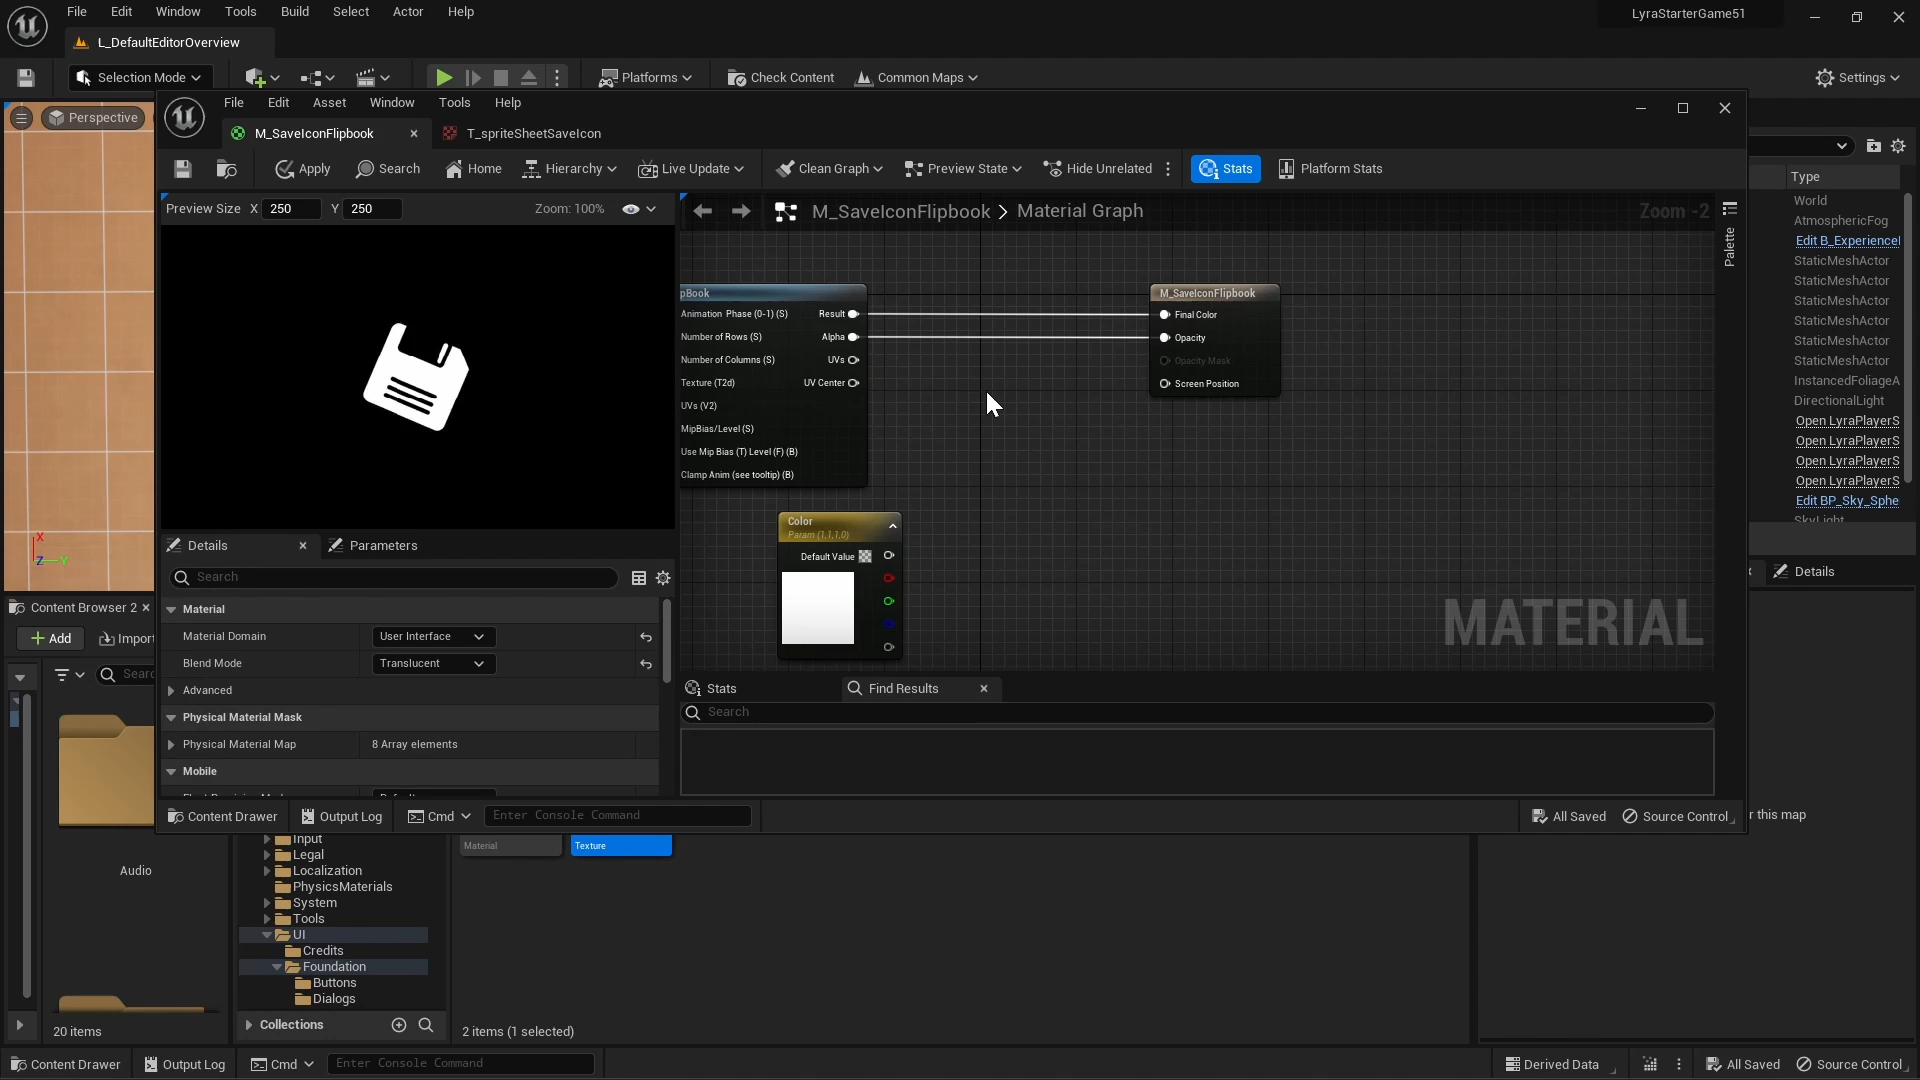 File Edit Window Tools Build Select Actor Help
LyraStarterGame51
L_DefaultEditorOverview
Selection Mode
Platforms
Check Content
Common Maps
Settings
Perspective
File Edit Asset Window Tools Help
M_SaveIconFlipbook
T_spriteSheetSaveIcon
Apply
Search
Home
Hierarchy
Live Update
Clean Graph
Preview State
Hide Unrelated
Stats
Platform Stats
Type
World
AtmosphericFog
Edit B_Experiencel
StaticMeshActor
StaticMeshActor
StaticMeshActor
StaticMeshActor
StaticMeshActor
StaticMeshActor
InstancedFoliageA
DirectionalLight
Open LyraPlayerS
Open LyraPlayerS
Open LyraPlayerS
Open LyraPlayerS
Edit BP_Sky_Sphe
SkyLight
Preview Size X 250 Y 250 Zoom: 100%
M_SaveIconFlipbook > Material Graph
Zoom -2
Palette
pBook
Animation Phase (0-1) (S) Result
Number of Rows (S) Alpha
Number of Columns (S) UVs
Texture (T2d) UV Center
UVs (V2)
MipBias/Level (S)
Use Mip Bias (T) Level (F) (B)
Clamp Anim (see tooltip) (B)
M_SaveIconFlipbook
Final Color
Opacity
Opacity Mask
Screen Position
Color
Param (1,1,1,0)
Default Value
MATERIAL
X
Z Y
Details
Parameters
Search
Material
Material Domain User Interface
Blend Mode Translucent
Advanced
Physical Material Mask
Physical Material Map 8 Array elements
Mobile
Stats
Find Results
Search
Content Drawer
Output Log
Cmd
Enter Console Command
All Saved
Source Control
Details
r this map
Content Browser 2
Add
Import
Searc
Audio
20 items
Input
Legal
Localization
PhysicsMaterials
System
Tools
UI
Credits
Foundation
Buttons
Dialogs
Collections
Material
Texture
2 items (1 selected)
Content Drawer
Output Log
Cmd
Enter Console Command
Derived Data
All Saved
Source Control